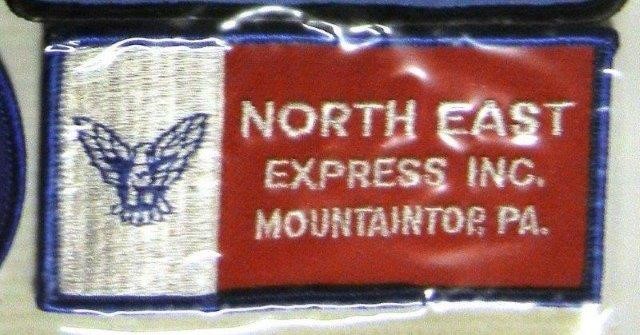 NORTH EAST
EXPRESS INC.
MOUNTAINTOP, PA.